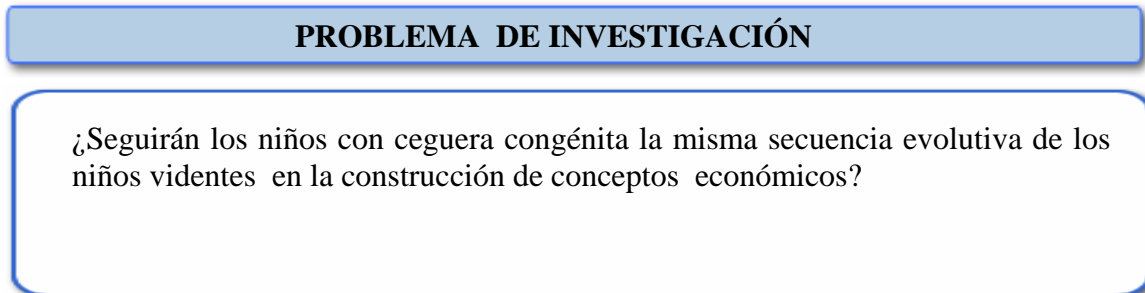 PROBLEMA DE INVESTIGACIÓN
¿Seguirán los niños con ceguera congénita la misma secuencia evolutiva de los
niños videntes en la construcción de conceptos económicos?